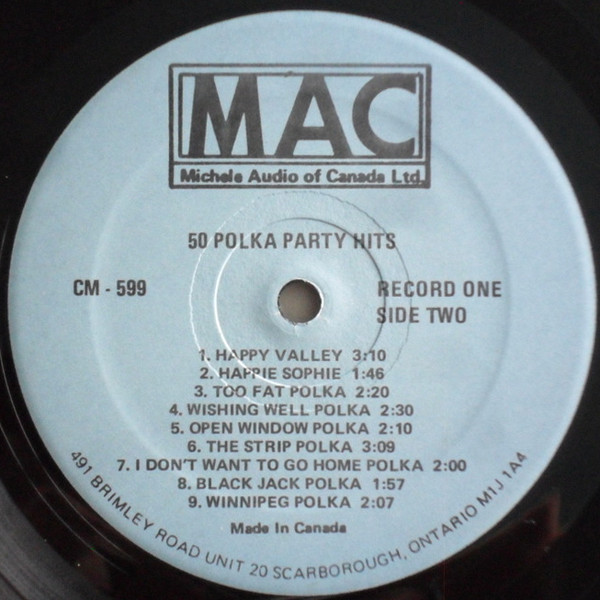 MAC
Michele Audio of Canada Ltd.
50 POLKA PARTY HITS
CM - 599
RECORD ONE
SIDE TWO
1. HAPPY VALLEY 3:10
2. HAPPIE SOPHIE 1:46
3. TOO FAT POLKA 2:20
4. WISHING WELL POLKA 2:30
5. OPEN WINDOW POLKA 2:10
6. THE STRIP POLKA 3:09
7. I DON'T WANT TO GO HOME POLKA 2:00
8. BLACK JACK POLKA 1:57
9. WINNIPEG POLKA 2:07
Made In Canada
491 BRIMLEY ROAD UNIT 20 SCARBOROUGH, ONTARIO M1J 1A4